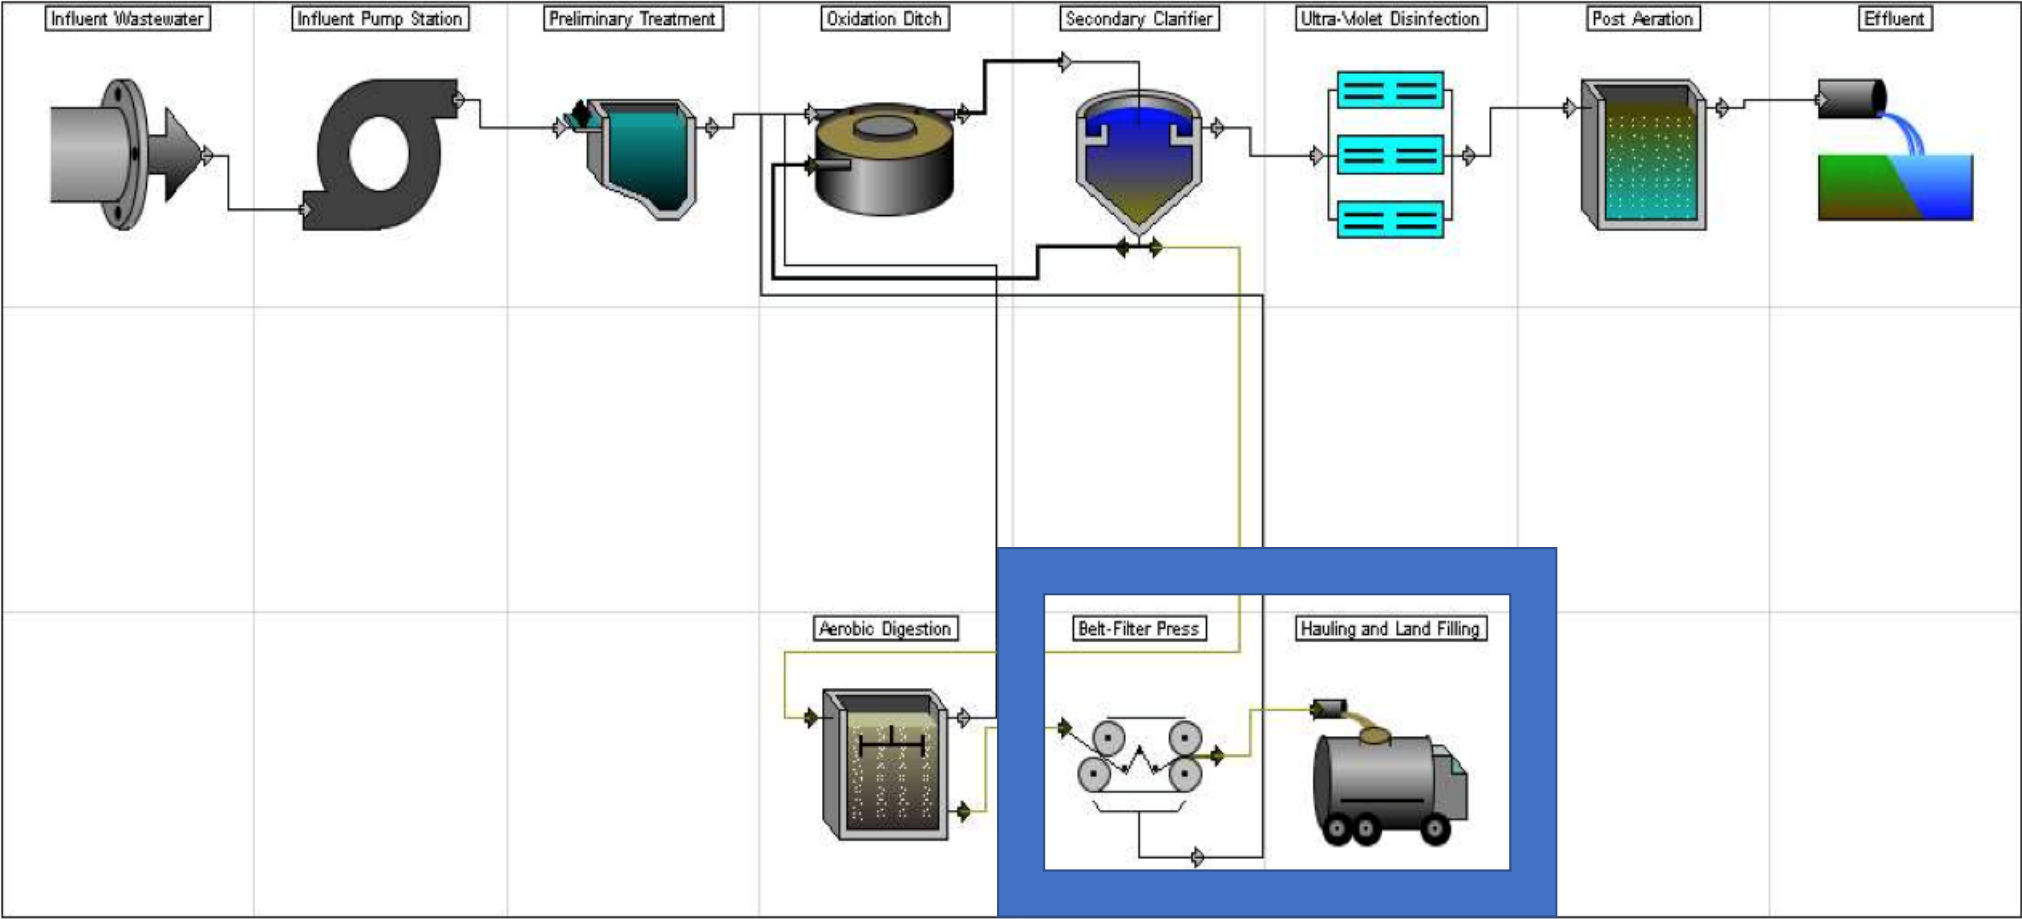 Influent Wastewater
Influent Pump Station
Preliminary Treatment
Oxidation Ditch
Secondary Clarifier
Ultra-Violet Disinfection
Post Aeration
Effluent
Aerobic Digestion
Belt-Filter Press
Hauling and Land Filling